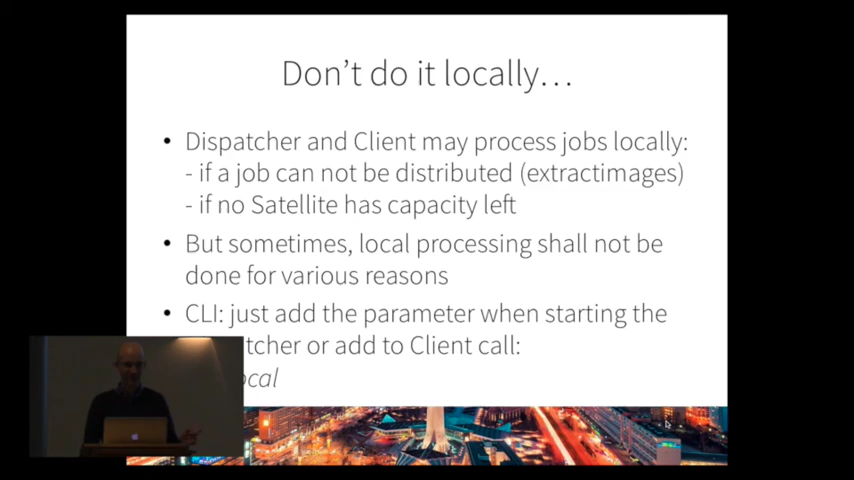 Don't do it locally…
• Dispatcher and Client may process jobs locally:
- if a job can not be distributed (extractimages)
- if no Satellite has capacity left
• But sometimes, local processing shall not be
done for various reasons
• CLI: just add the parameter when starting the
tcher or add to Client call:
ocal